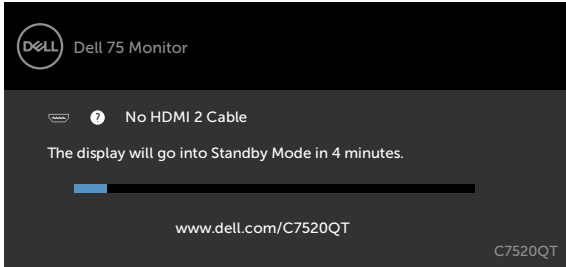 DELL
Dell 75 Monitor
? No HDMI 2 Cable
The display will go into Standby Mode in 4 minutes.
www.dell.com/C7520QT
C7520QT